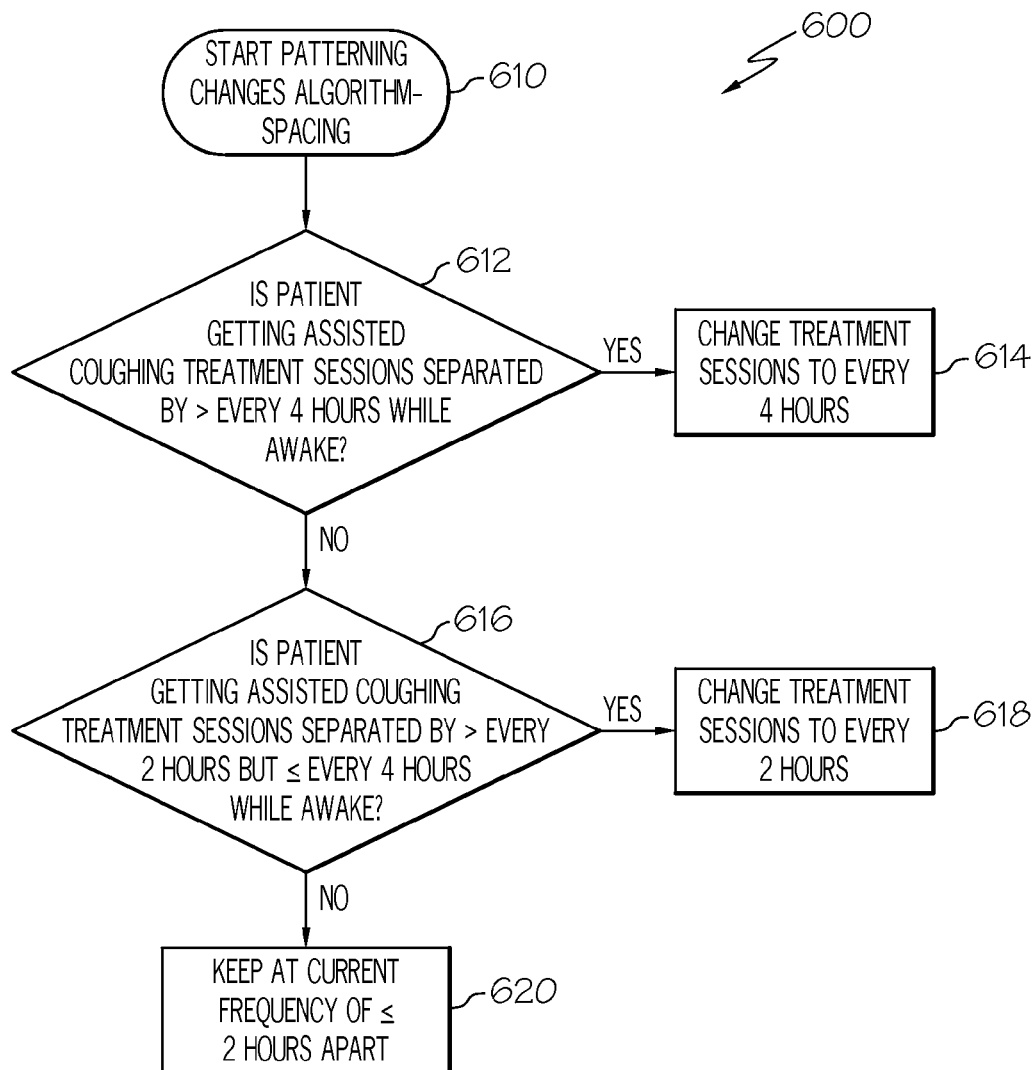 600
START PATTERNING
CHANGES ALGORITHM-
SPACING
610
612
IS PATIENT
GETTING ASSISTED
COUGHING TREATMENT SESSIONS SEPARATED
BY > EVERY 4 HOURS WHILE
AWAKE?
YES
CHANGE TREATMENT
SESSIONS TO EVERY
4 HOURS
614
NO
616
IS PATIENT
GETTING ASSISTED COUGHING
TREATMENT SESSIONS SEPARATED BY > EVERY
2 HOURS BUT ≤ EVERY 4 HOURS
WHILE AWAKE?
YES
CHANGE TREATMENT
SESSIONS TO EVERY
2 HOURS
618
NO
KEEP AT CURRENT
FREQUENCY OF ≤
2 HOURS APART
620